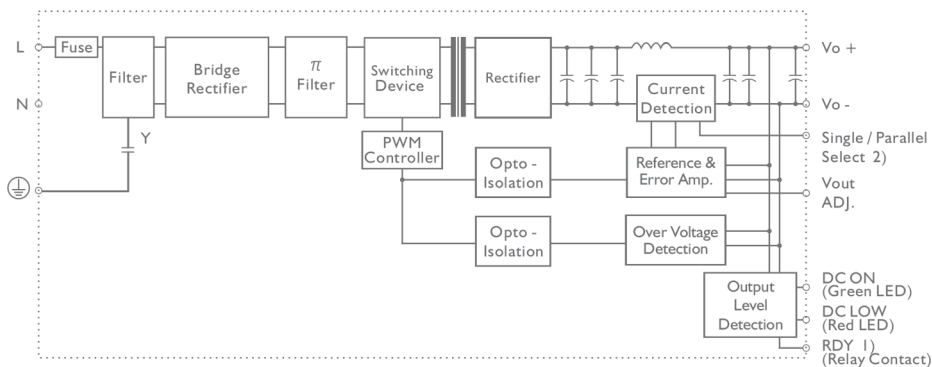 L
Fuse
Filter
Bridge
Rectifier
π
Filter
Switching
Device
Rectifier
Vo +
N
Current
Detection
Vo -
Y
PWM
Controller
Single / Parallel
Select 2)
Opto -
Isolation
Reference &
Error Amp.
Vout
ADJ.
Opto -
Isolation
Over Voltage
Detection
Output
Level
Detection
DC ON
(Green LED)
DC LOW
(Red LED)
RDY 1)
(Relay Contact)